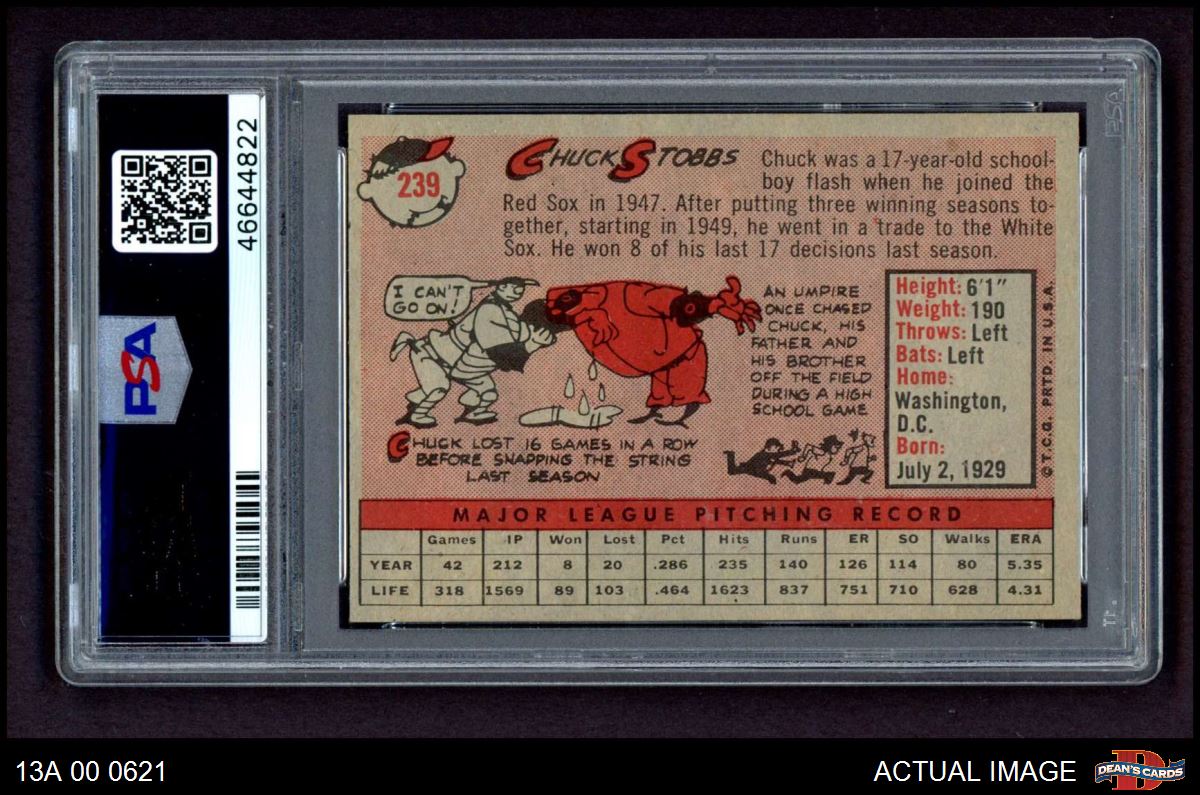 46644822
PSA
PSA
239
CHUCK STOBBS
Chuck was a 17-year-old school-
boy flash when he joined the
Red Sox in 1947. After putting three winning seasons to-
gether, starting in 1949, he went in a trade to the White
Sox. He won 8 of his last 17 decisions last season.
I CAN'T
GO ON!
CHUCK LOST 16 GAMES IN A ROW
BEFORE SNAPPING THE STRING
LAST SEASON
AN UMPIRE
ONCE CHASED
CHUCK, HIS
FATHER AND
HIS BROTHER
OFF THE FIELD
DURING A HIGH
SCHOOL GAME
Height: 6'1"
Weight: 190
Throws: Left
Bats: Left
Home:
Washington,
D.C.
Born:
July 2, 1929
© T.C.G. PRTD. IN U.S.A.
MAJOR LEAGUE PITCHING RECORD
Games IP Won Lost Pct Hits Runs ER SO Walks ERA
YEAR 42 212 8 20 .286 235 140 126 114 80 5.35
LIFE 318 1569 89 103 .464 1623 837 751 710 628 4.31
13A 00 0621
ACTUAL IMAGE
DEAN'S CARDS